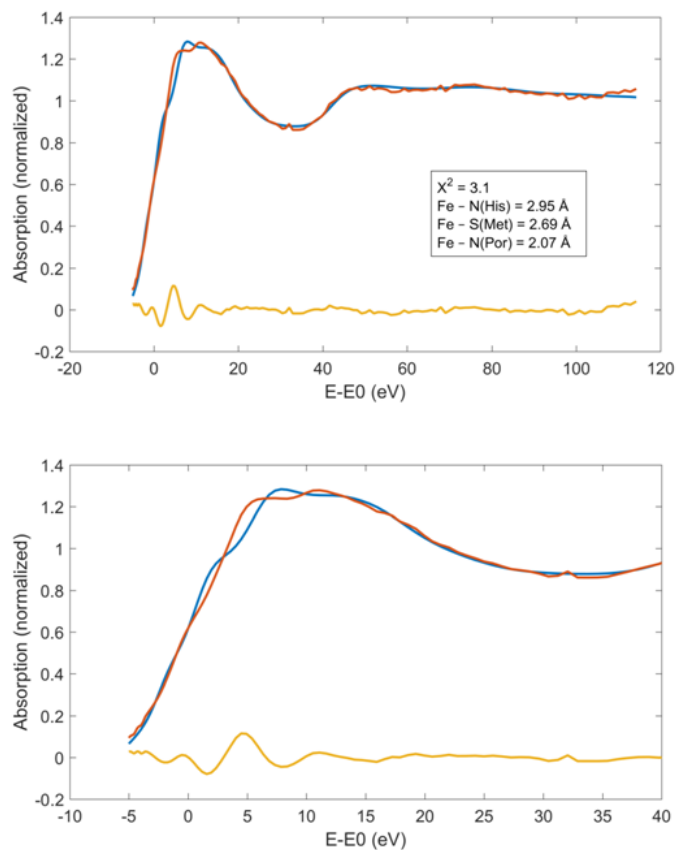 1.4
1.2
1
0.8
0.6
0.4
0.2
0
-0.2
Absorption (normalized)
X² = 3.1
Fe – N(His) = 2.95 Å
Fe – S(Met) = 2.69 Å
Fe – N(Por) = 2.07 Å
-20 0 20 40 60 80 100 120
E-E0 (eV)
1.4
1.2
1
0.8
0.6
0.4
0.2
0
-0.2
Absorption (normalized)
-10 -5 0 5 10 15 20 25 30 35 40
E-E0 (eV)